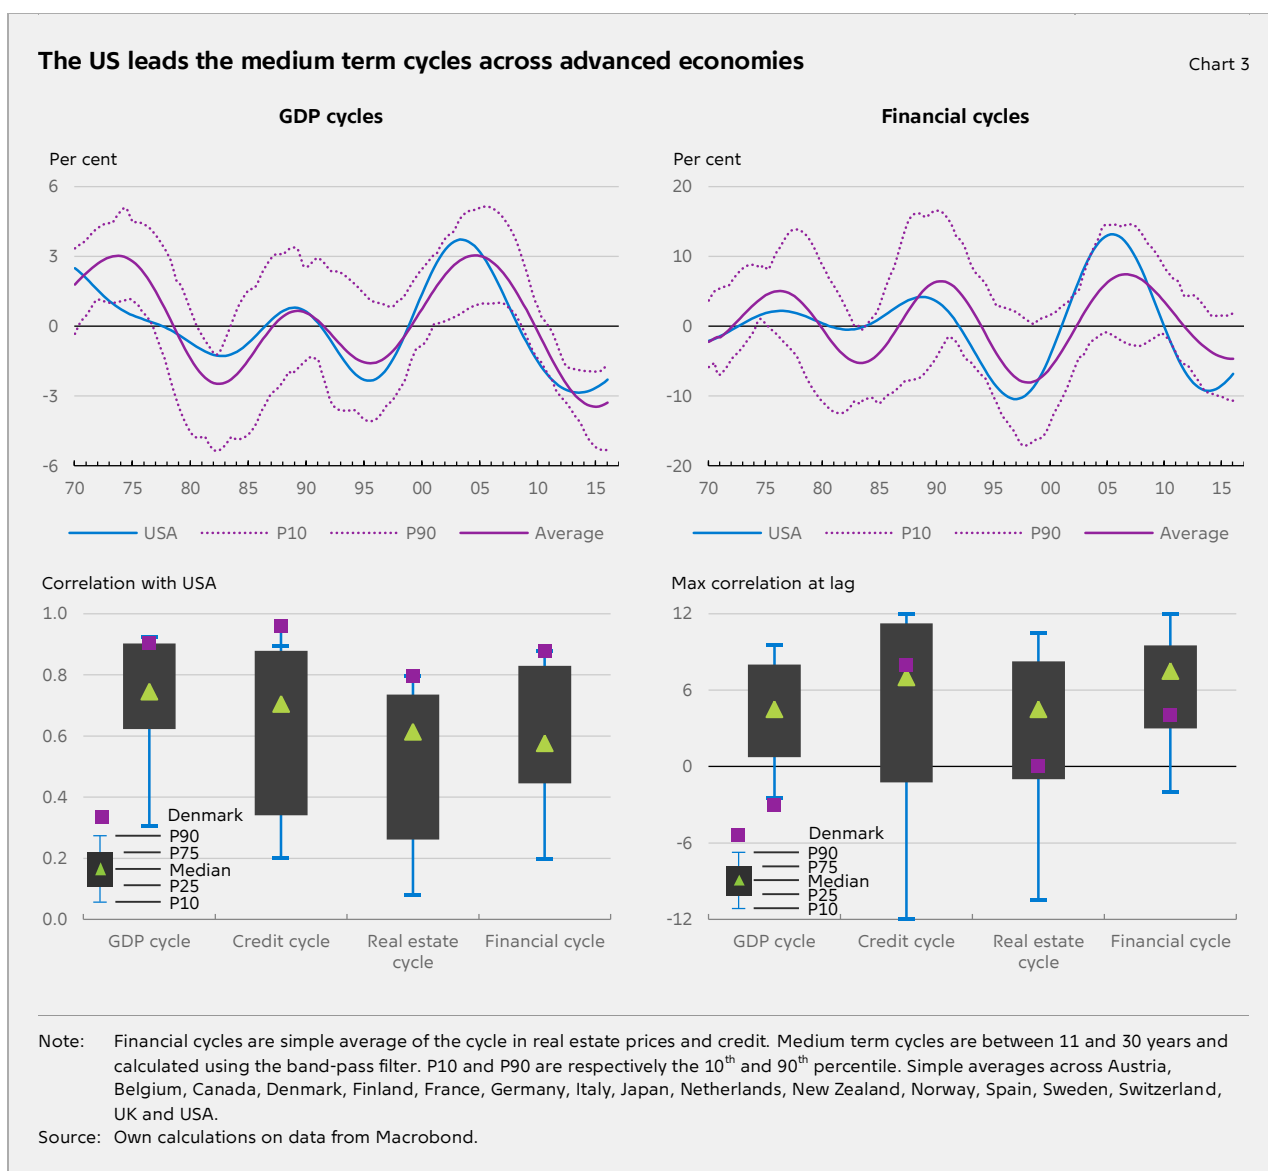 The US leads the medium term cycles across advanced economies
Chart 3
GDP cycles
Per cent
6
3
0
-3
-6
70 75 80 85 90 95 00 05 10 15
USA P10 P90 Average
Financial cycles
Per cent
20
10
0
-10
-20
70 75 80 85 90 95 00 05 10 15
USA P10 P90 Average
Correlation with USA
1.0
0.8
0.6
0.4
0.2
0.0
Denmark
P90
P75
Median
P25
P10
GDP cycle Credit cycle Real estate Financial cycle
cycle
Max correlation at lag
12
6
0
-6
-12
Denmark
P90
P75
Median
P25
P10
GDP cycle Credit cycle Real estate Financial cycle
cycle
Note: Financial cycles are simple average of the cycle in real estate prices and credit. Medium term cycles are between 11 and 30 years and
calculated using the band-pass filter. P10 and P90 are respectively the 10th and 90th percentile. Simple averages across Austria,
Belgium, Canada, Denmark, Finland, France, Germany, Italy, Japan, Netherlands, New Zealand, Norway, Spain, Sweden, Switzerland,
UK and USA.
Source: Own calculations on data from Macrobond.